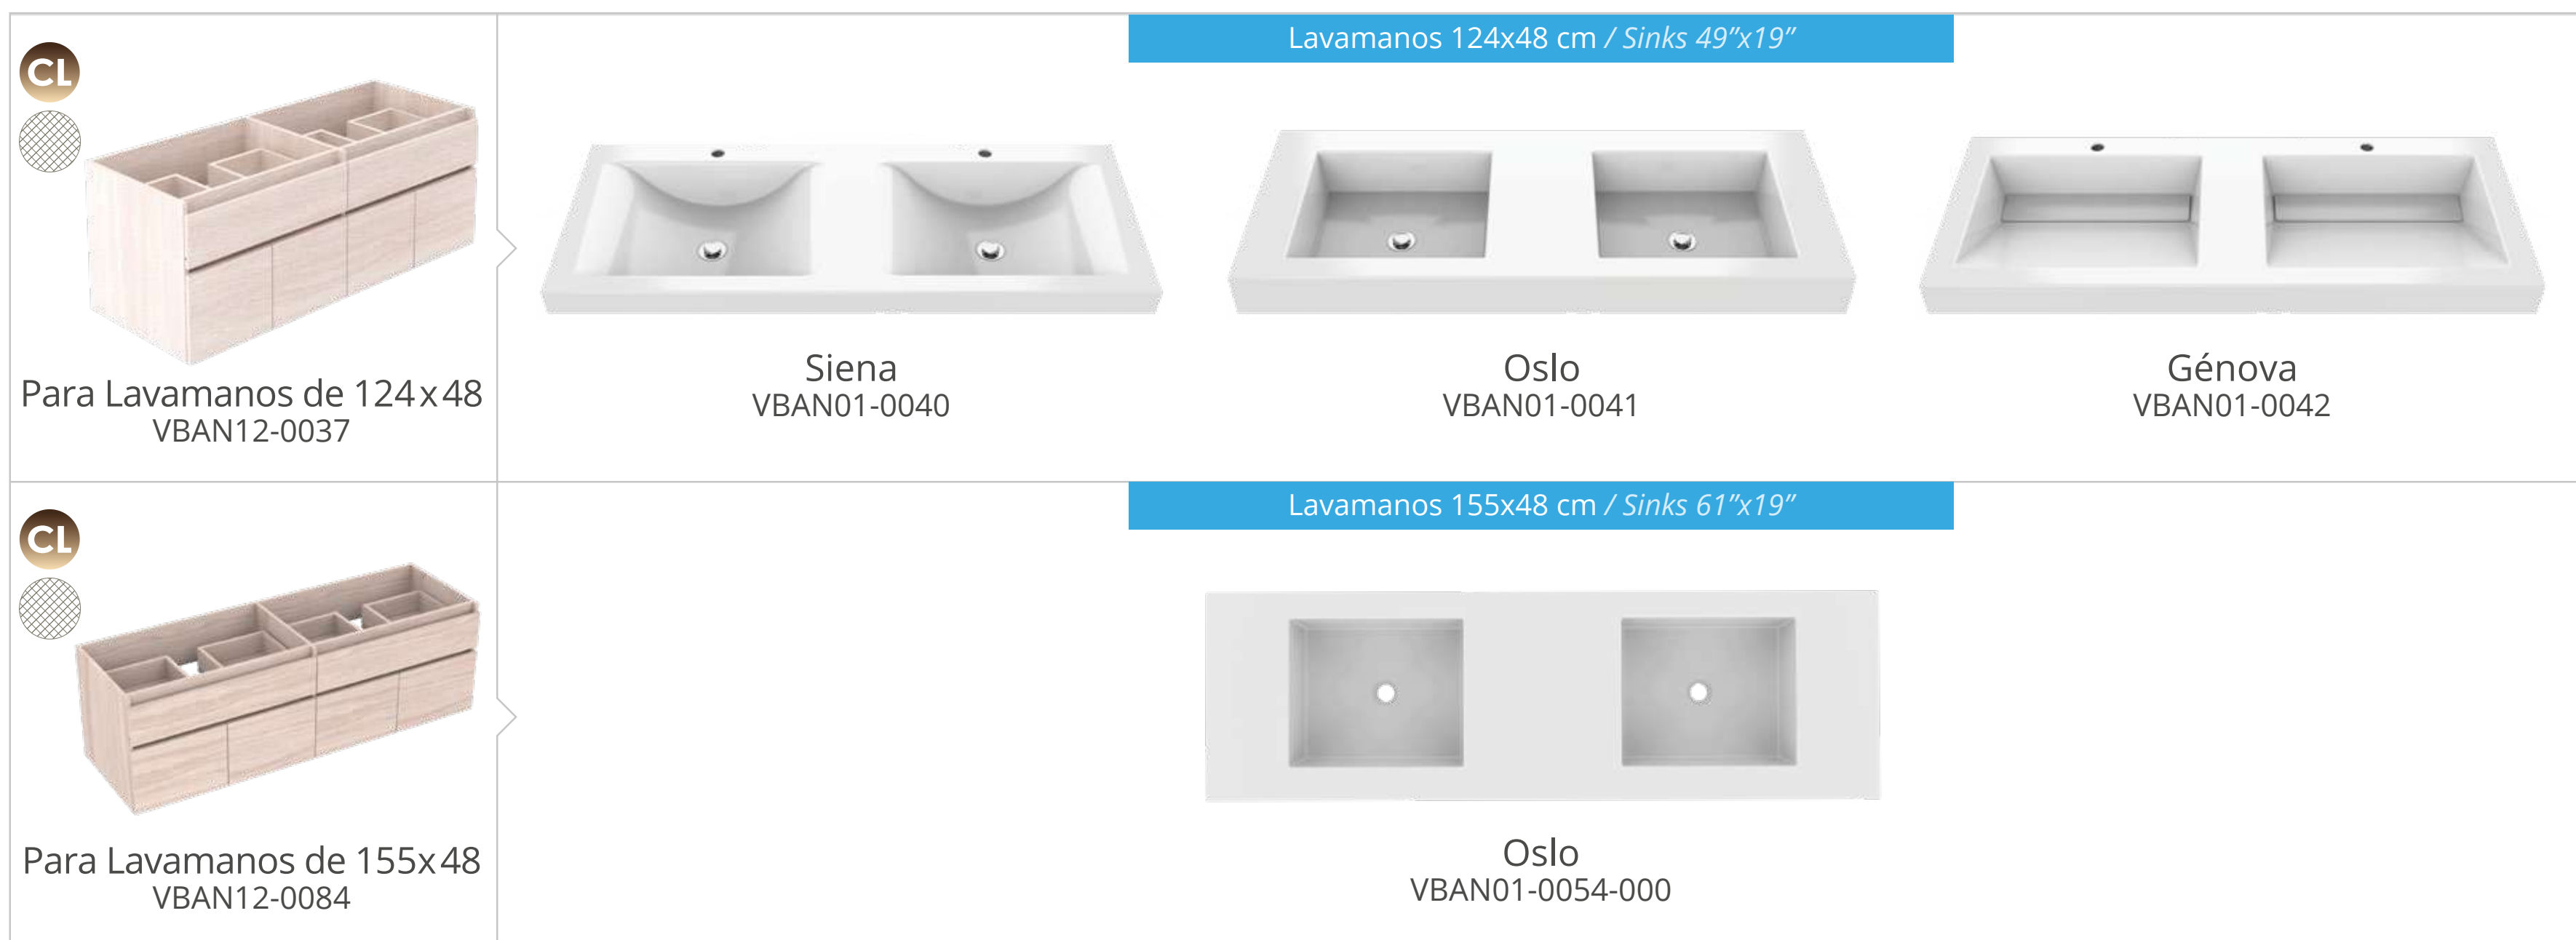 CL
Para Lavamanos de 124x48
VBAN12-0037
Lavamanos 124x48 cm / Sinks 49”x19”
Siena
VBAN01-0040
Oslo
VBAN01-0041
Génova
VBAN01-0042
CL
Para Lavamanos de 155x48
VBAN12-0084
Lavamanos 155x48 cm / Sinks 61”x19”
Oslo
VBAN01-0054-000